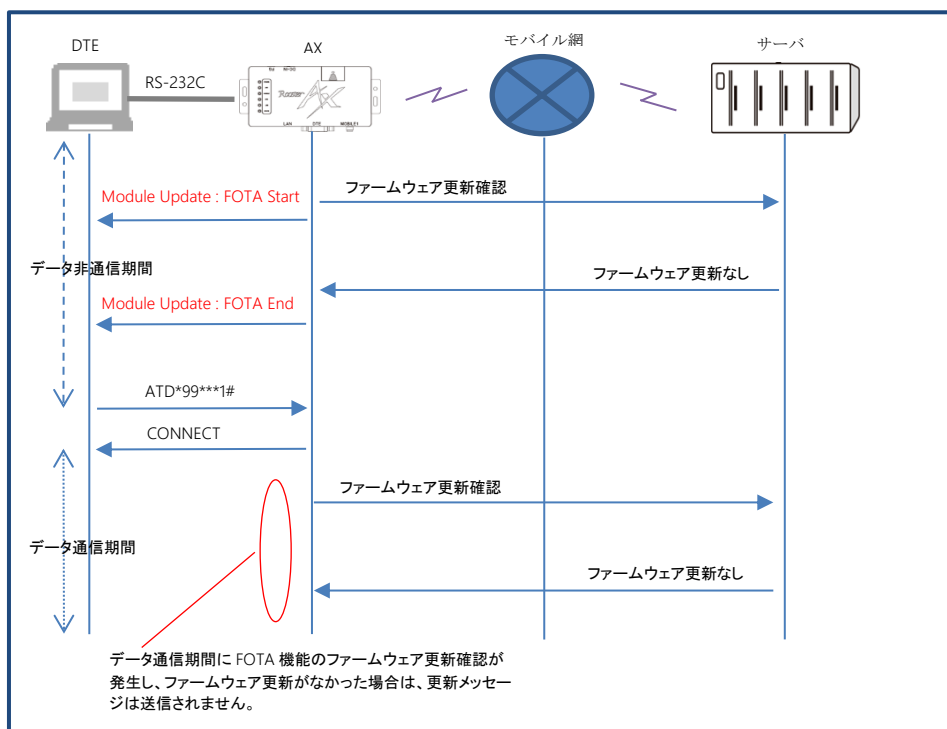 DTE
AX
モバイル網
サーバ
RS-232C
Rooster AX
LAN
DTE
MOBILE1
Module Update : FOTA Start
ファームウェア更新確認
データ非通信期間
ファームウェア更新なし
Module Update : FOTA End
ATD*99***1#
CONNECT
ファームウェア更新確認
データ通信期間
ファームウェア更新なし
データ通信期間に FOTA 機能のファームウェア更新確認が
発生し、ファームウェア更新がなかった場合は、更新メッセー
ジは送信されません。